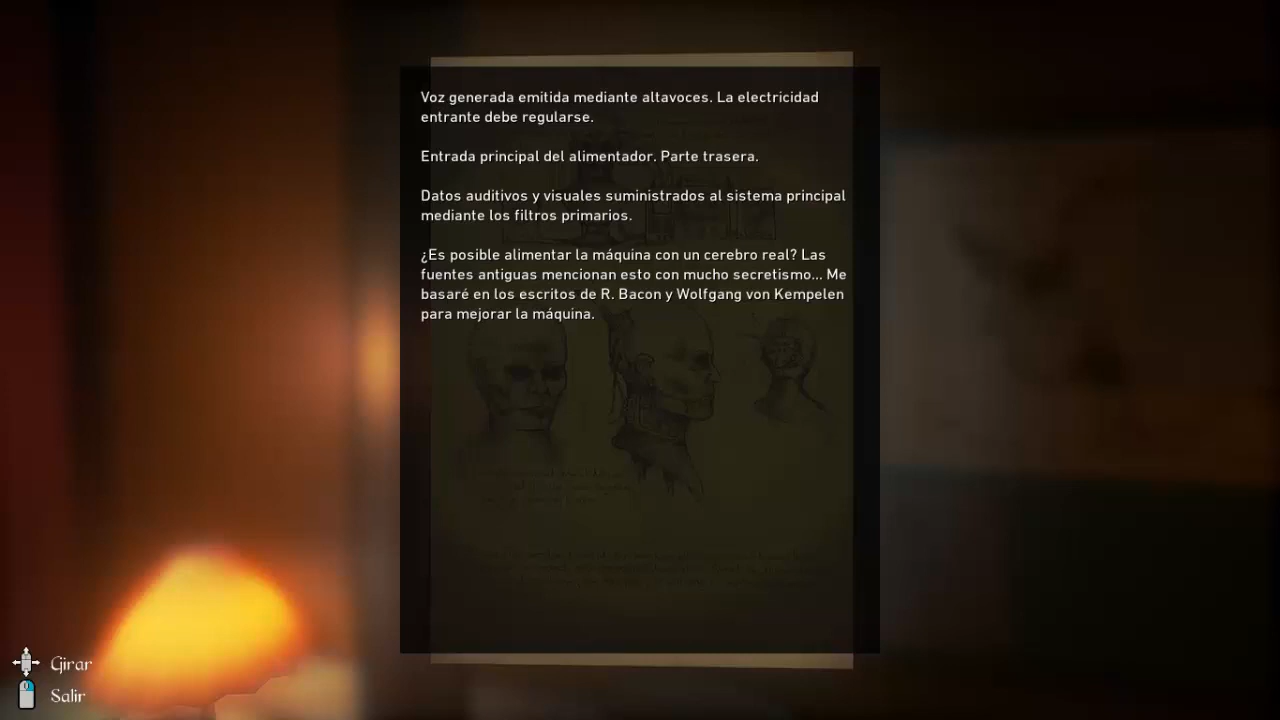 Voz generada emitida mediante altavoces. La electricidad
entrante debe regularse.
Entrada principal del alimentador. Parte trasera.
Datos auditivos y visuales suministrados al sistema principal
mediante los filtros primarios.
¿Es posible alimentar la máquina con un cerebro real? Las
fuentes antiguas mencionan esto con mucho secretismo... Me
basaré en los escritos de R. Bacon y Wolfgang von Kempelen
para mejorar la máquina.
Girar
Salir